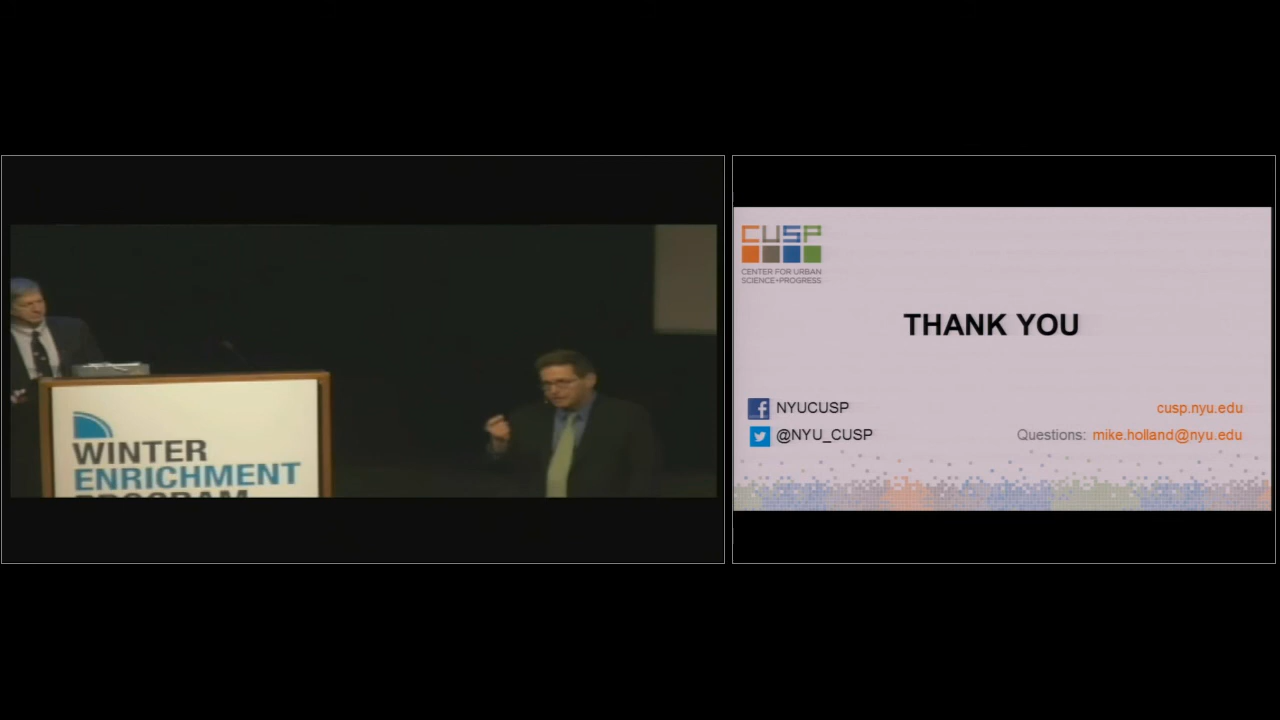 WINTER
ENRICHMENT
PROGRAM
CUSP
CENTER FOR URBAN
SCIENCE+PROGRESS
THANK YOU
NYUCUSP
cusp.nyu.edu
@NYU_CUSP
Questions: mike.holland@nyu.edu